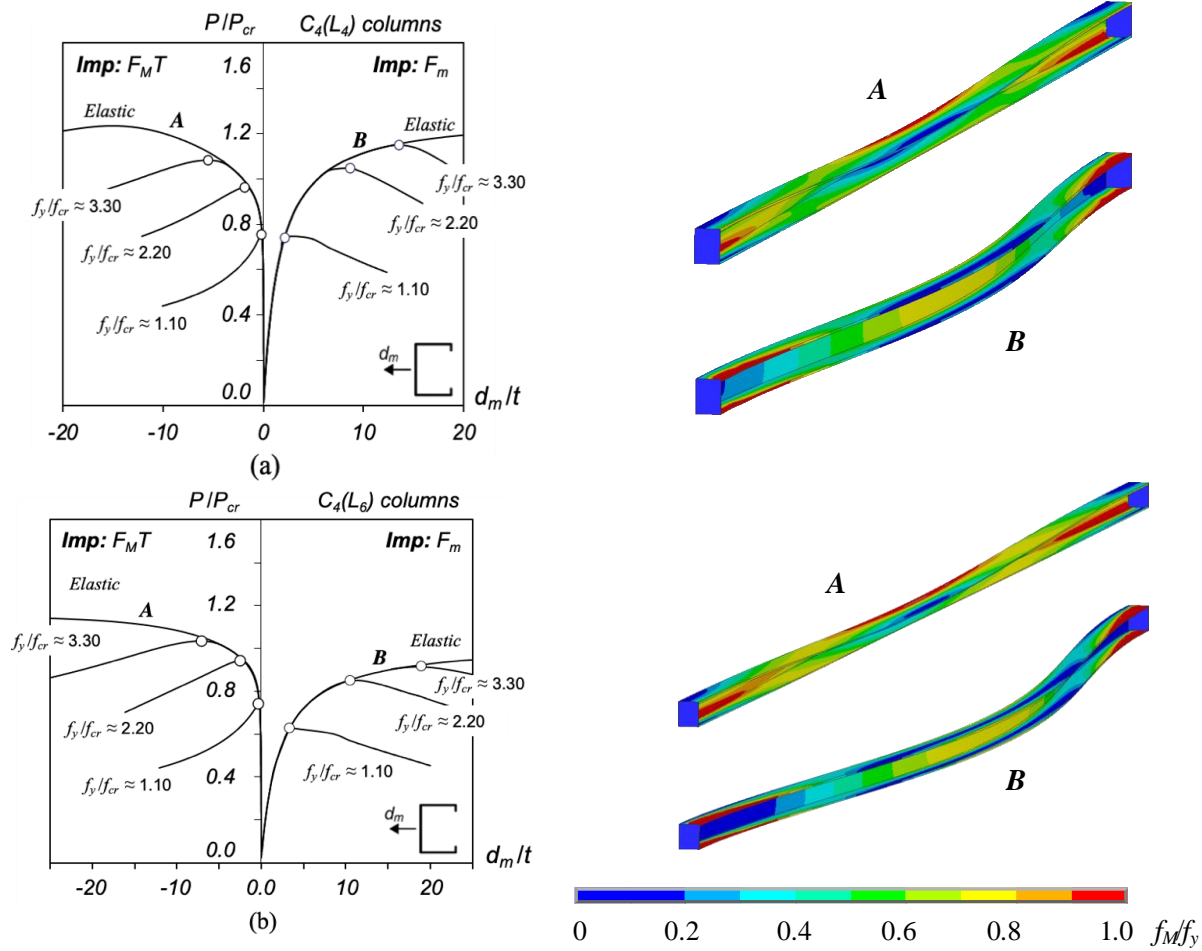 P/Pcr C4(L4) columns
Imp: FMT 1.6 Imp: Fm
Elastic A 1.2 B Elastic
fy/fcr ≈ 3.30 fy/fcr ≈ 3.30
0.8 fy/fcr ≈ 2.20
fy/fcr ≈ 2.20
fy/fcr ≈ 1.10
fy/fcr ≈ 1.10 0.4
dm
0.0 dm/t
-20 -10 0 10 20
(a)
A
B
P/Pcr C4(L6) columns
Imp: FMT 1.6 Imp: Fm
Elastic
A 1.2
fy/fcr ≈ 3.30 B Elastic
0.8 fy/fcr ≈ 3.30
fy/fcr ≈ 2.20 fy/fcr ≈ 2.20
fy/fcr ≈ 1.10 0.4 fy/fcr ≈ 1.10
dm
0.0 dm/t
-20 -10 0.0 10 20
(b)
A
B
0 0.2 0.4 0.6 0.8 1.0 fM/fy